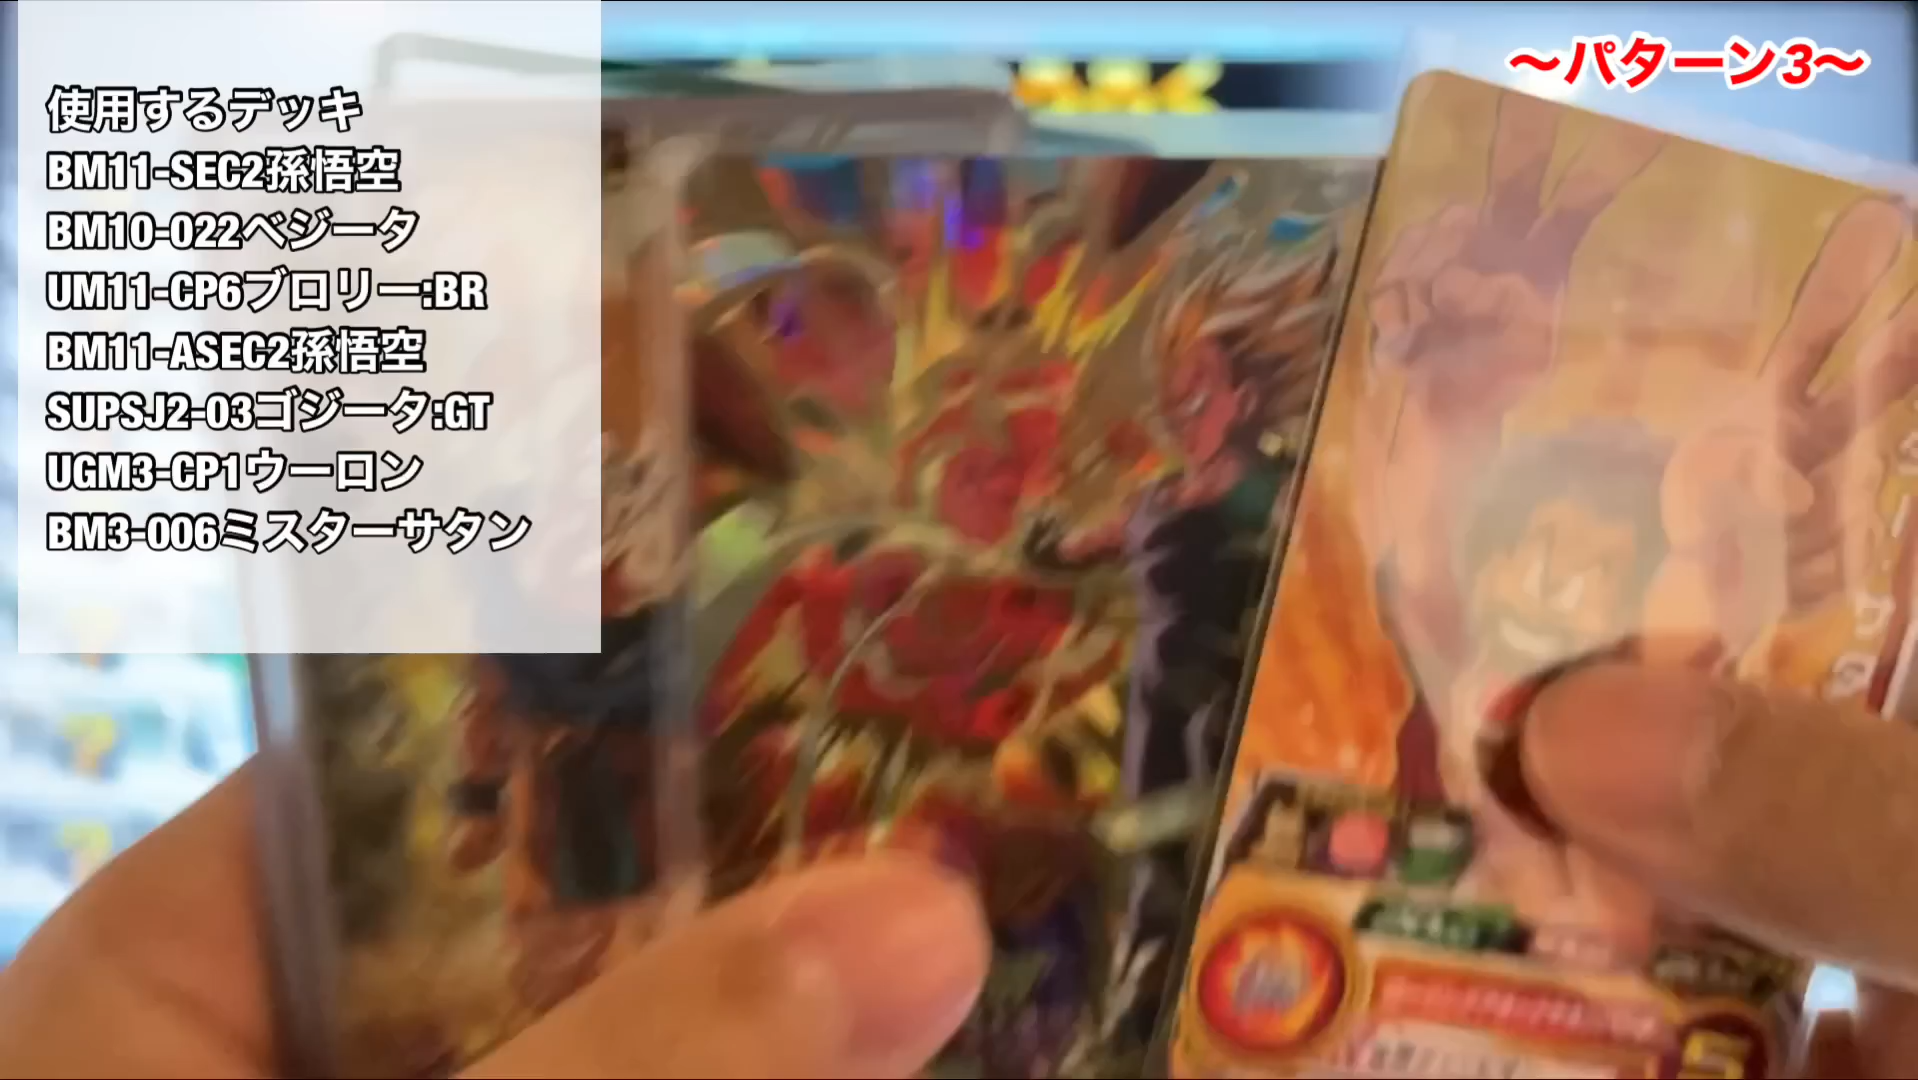 ～パターン3～
使用するデッキ
BM11-SEC2孫悟空
BM10-022ベジータ
UM11-CP6ブロリー:BR
BM11-ASEC2孫悟空
SUPSJ2-03ゴジータ:GT
UGM3-CP1ウーロン
BM3-006ミスターサタン